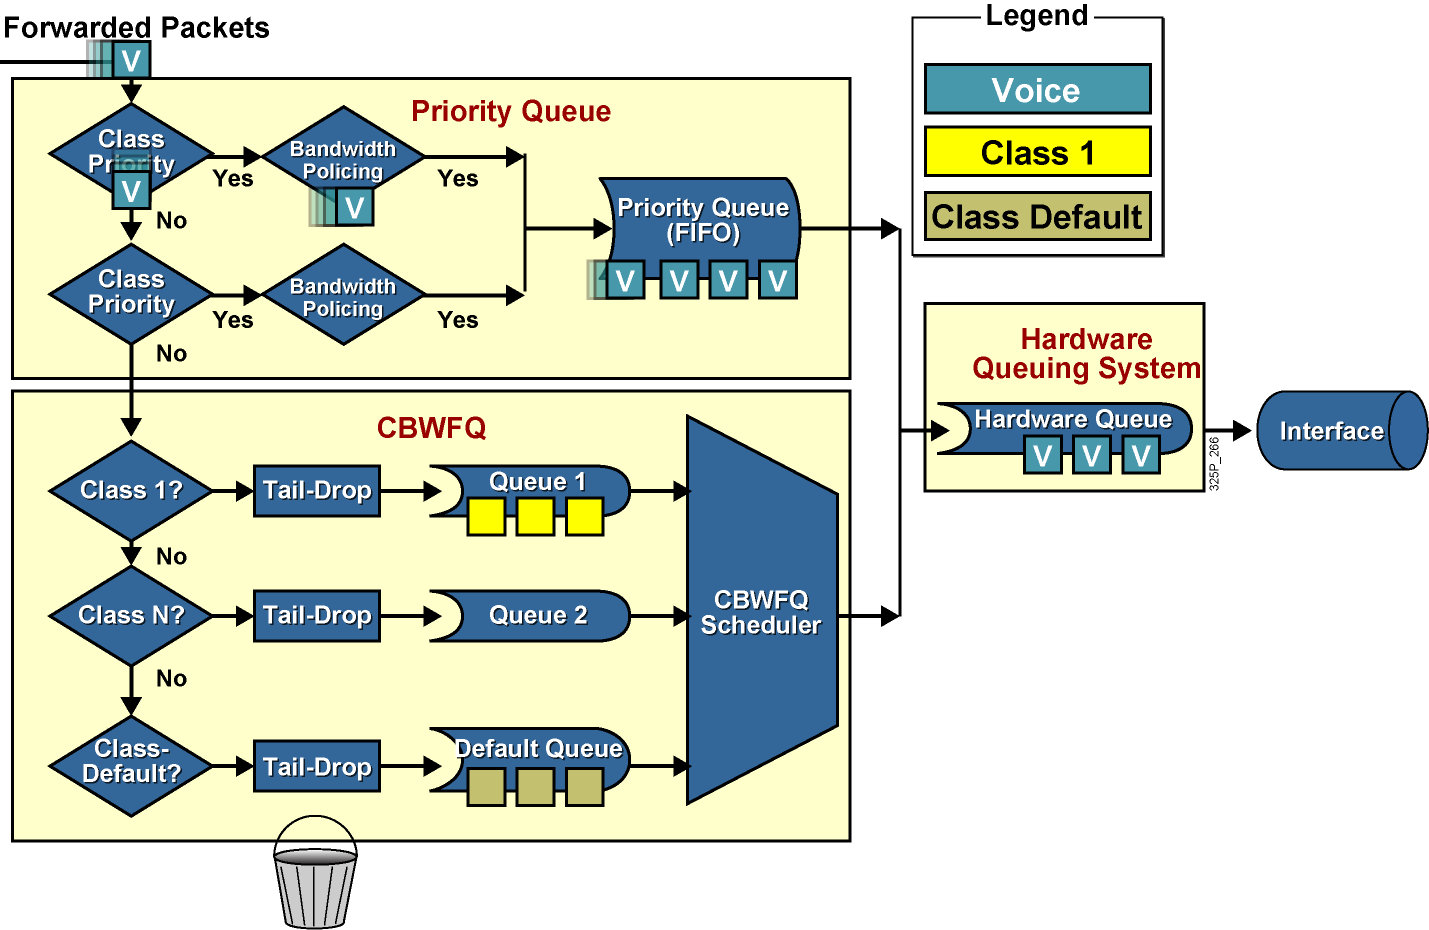 Forwarded Packets
V
Priority Queue
Class
Priority
V
Yes
Bandwidth
Policing
V
Yes
No
Priority Queue
(FIFO)
V V V V
Class
Priority
Yes
Bandwidth
Policing
Yes
No
Legend
Voice
Class 1
Class Default
CBWFQ
Class 1?
Tail-Drop
Queue 1
No
Class N?
Tail-Drop
Queue 2
No
Class-
Default?
Tail-Drop
Default Queue
CBWFQ
Scheduler
Hardware
Queuing System
Hardware Queue
V V V
325P_266
Interface